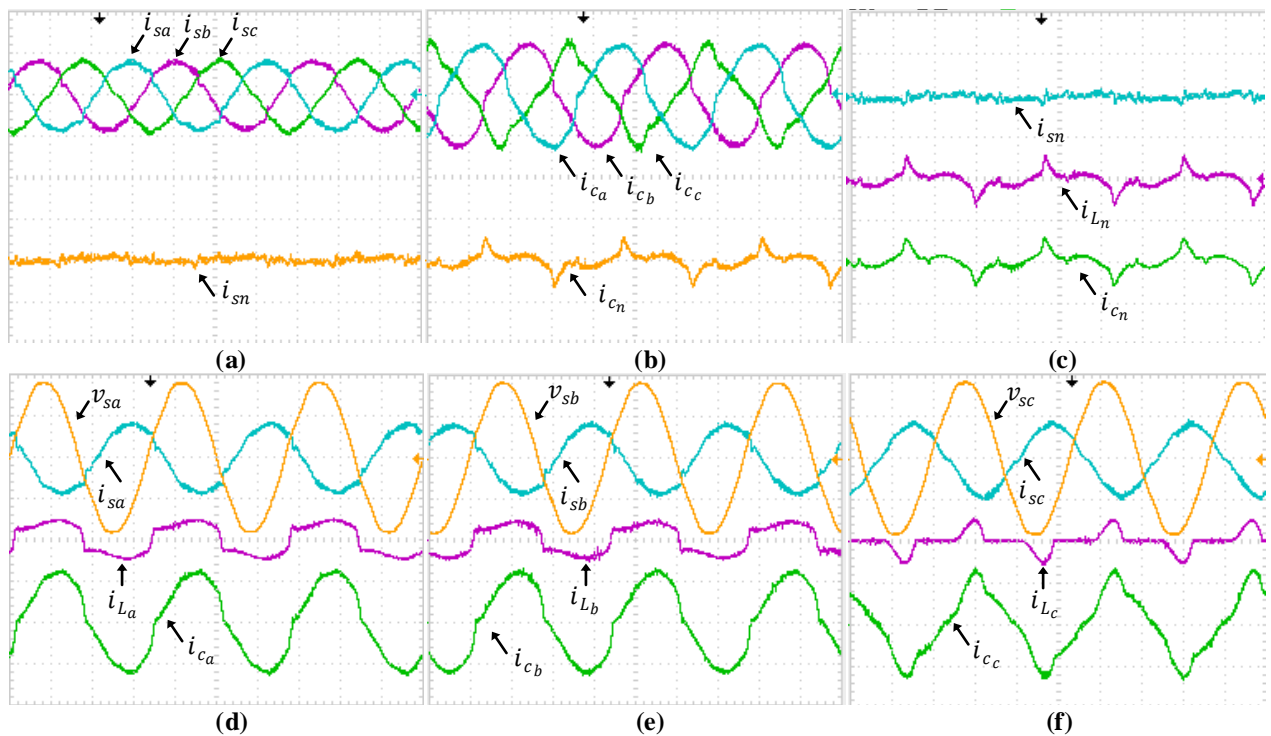 i_sa i_sb i_sc
i_sn
(a)
i_ca i_cb i_cc
i_cn
(b)
i_sn
i_Ln
i_cn
(c)
v_sa
i_sa
i_La
i_ca
(d)
v_sb
i_sb
i_Lb
i_cb
(e)
v_sc
i_sc
i_Lc
i_cc
(f)